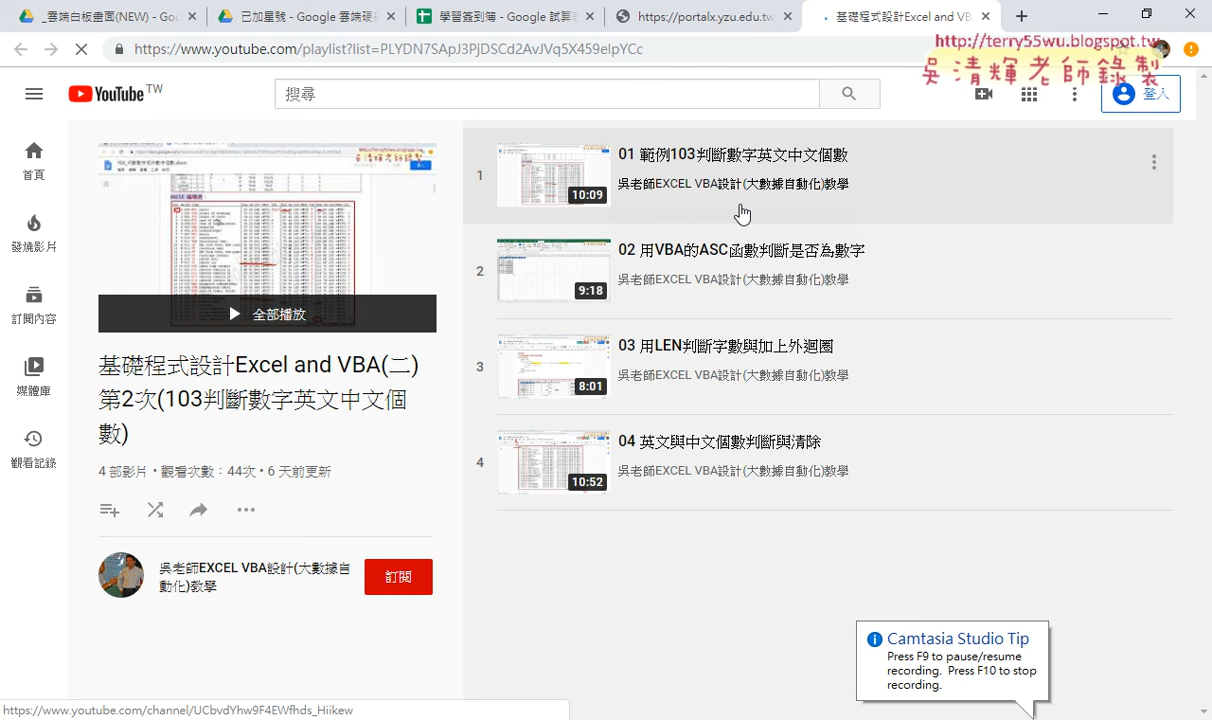 _(雲端白板畫面(NEW) - Goo
已加星號 - Google 雲端硬
學習簽到簿 - Google 試算
https://portalx.yzu.edu.tw
基礎程式設計Excel and VB
https://www.youtube.com/playlist?list=PLYDN7SApJ3PjDSCd2AvJVq5X459elpYCc
http://terry55wu.blogspot.tw
吳清輝老師錄製
YouTube TW
搜尋
登入
首頁
發燒影片
訂閱內容
媒體庫
觀看記錄
全部播放
基礎程式設計Excel and VBA(二)
第2次(103判斷數字英文中文個
數)
4 部影片・觀看次數：44次・6 天前更新
吳老師EXCEL VBA設計(大數據自
動化)教學
訂閱
1
10:09
01 範例103判斷數字英文中文個數
吳老師EXCEL VBA設計(大數據自動化)教學
2
9:18
02 用VBA的ASC函數判斷是否為數字
吳老師EXCEL VBA設計(大數據自動化)教學
3
8:01
03 用LEN判斷字數與加上外迴圈
吳老師EXCEL VBA設計(大數據自動化)教學
4
10:52
04 英文與中文個數判斷與清除
吳老師EXCEL VBA設計(大數據自動化)教學
Camtasia Studio Tip
Press F9 to pause/resume
recording. Press F10 to stop
recording.
https://www.youtube.com/channel/UCbvdYhw9F4EWfhds_Hiikew